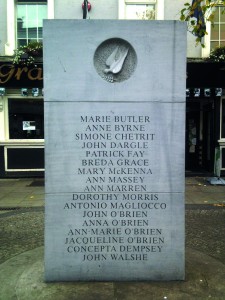 MARIE BUTLER
ANNE BYRNE
SIMONE CHETRIT
JOHN DARGLE
PATRICK FAY
BREDA GRACE
MARY McKENNA
ANN MASSEY
ANN MARREN
DOROTHY MORRIS
ANTONIO MAGLIOCCO
JOHN O'BRIEN
ANNA O'BRIEN
ANN MARIE O'BRIEN
JACQUELINE O'BRIEN
CONCEPTA DEMPSEY
JOHN WALSHE